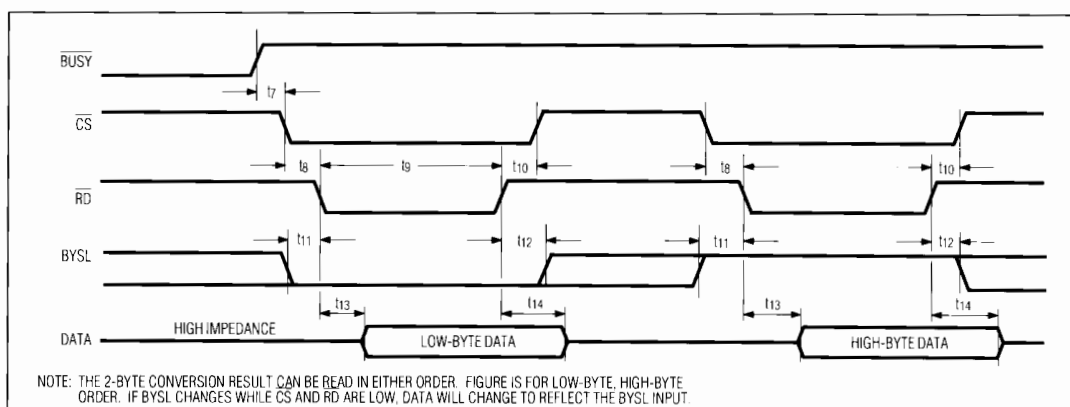 BUSY
t7
CS
t8 t9 t10 t8 t10
RD
t11 t12 t11 t12
BYSL
t13 t14 t13 t14
DATA HIGH IMPEDANCE LOW-BYTE DATA HIGH-BYTE DATA
NOTE: THE 2-BYTE CONVERSION RESULT CAN BE READ IN EITHER ORDER. FIGURE IS FOR LOW-BYTE, HIGH-BYTE
ORDER. IF BYSL CHANGES WHILE CS AND RD ARE LOW, DATA WILL CHANGE TO REFLECT THE BYSL INPUT.